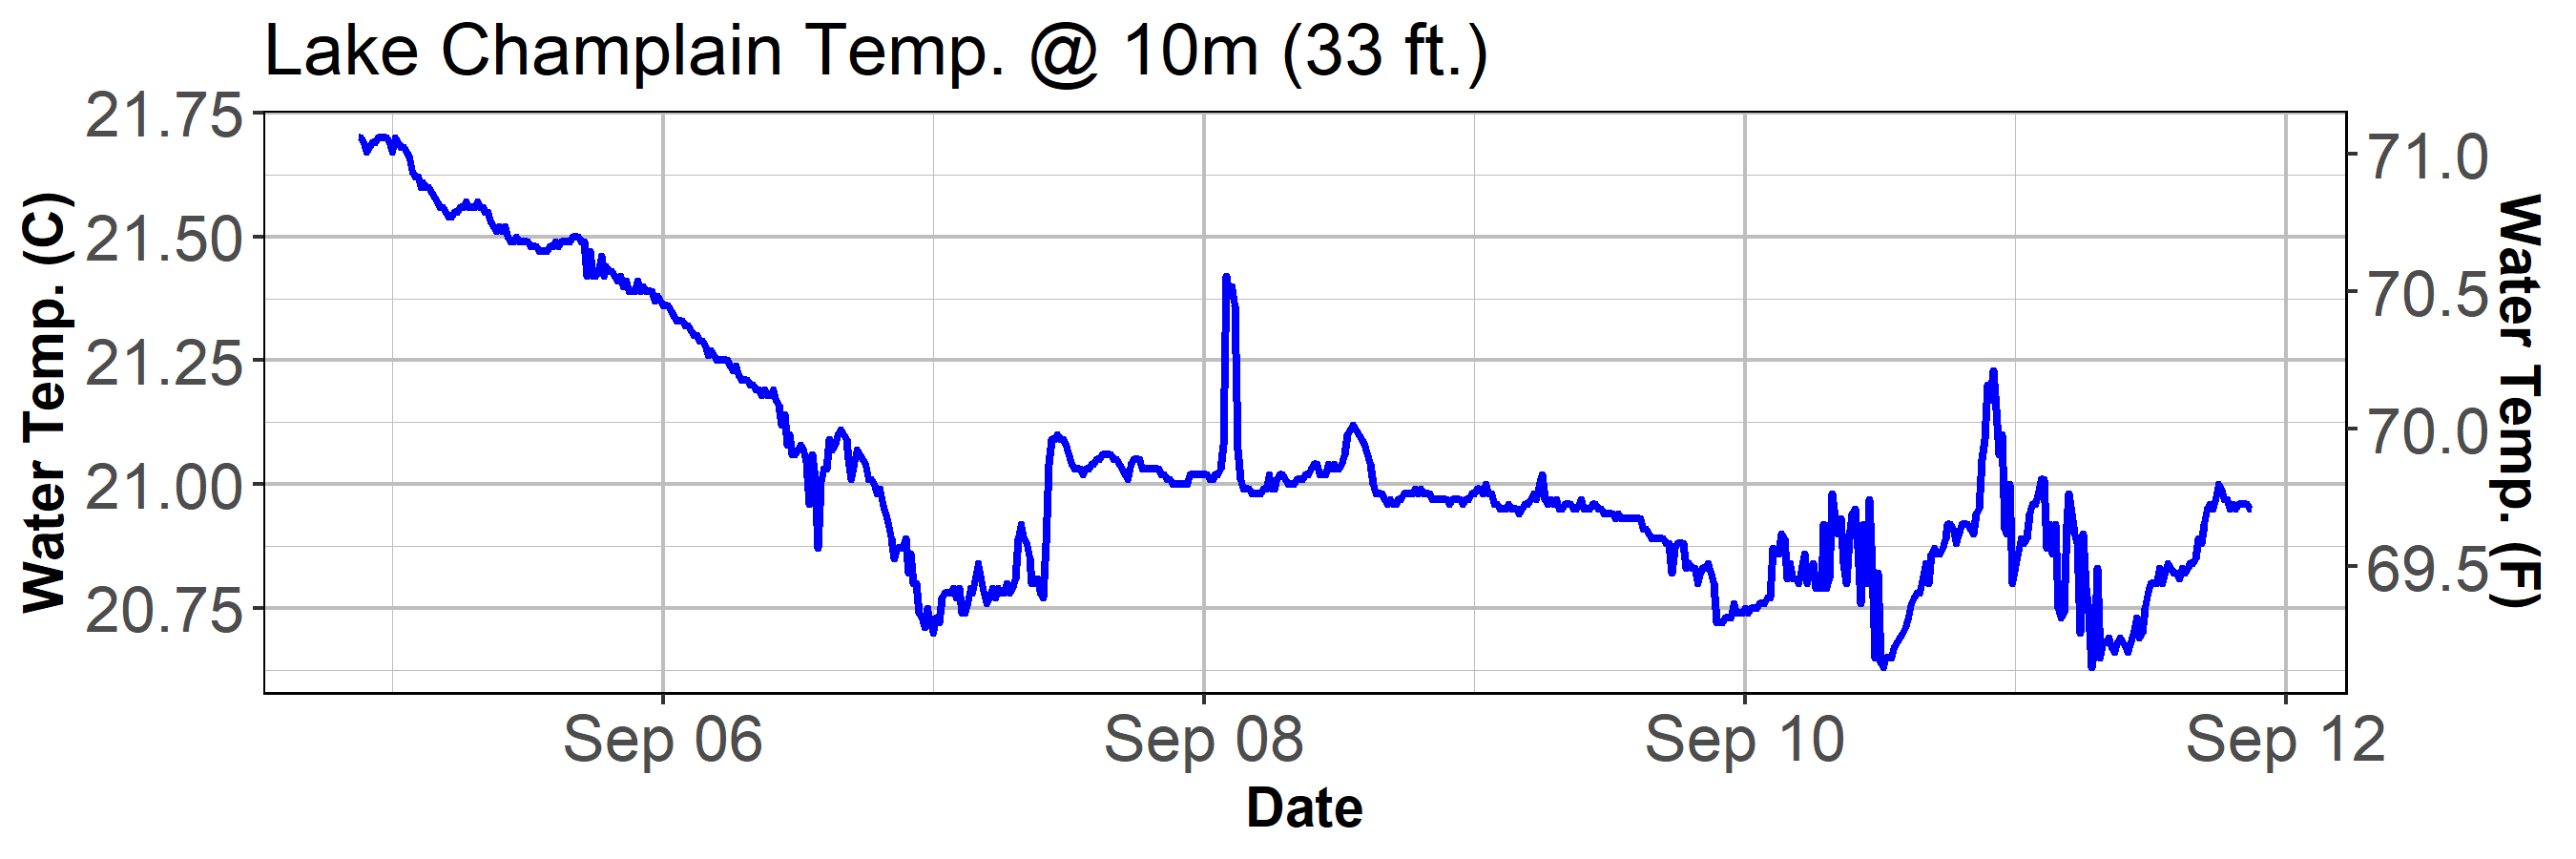 Lake Champlain Temp. @ 10m (33 ft.)
Water Temp. (C)
21.75
21.50
21.25
21.00
20.75
71.0
70.5
70.0
69.5
Water Temp. (F)
Sep 06
Sep 08
Sep 10
Sep 12
Date